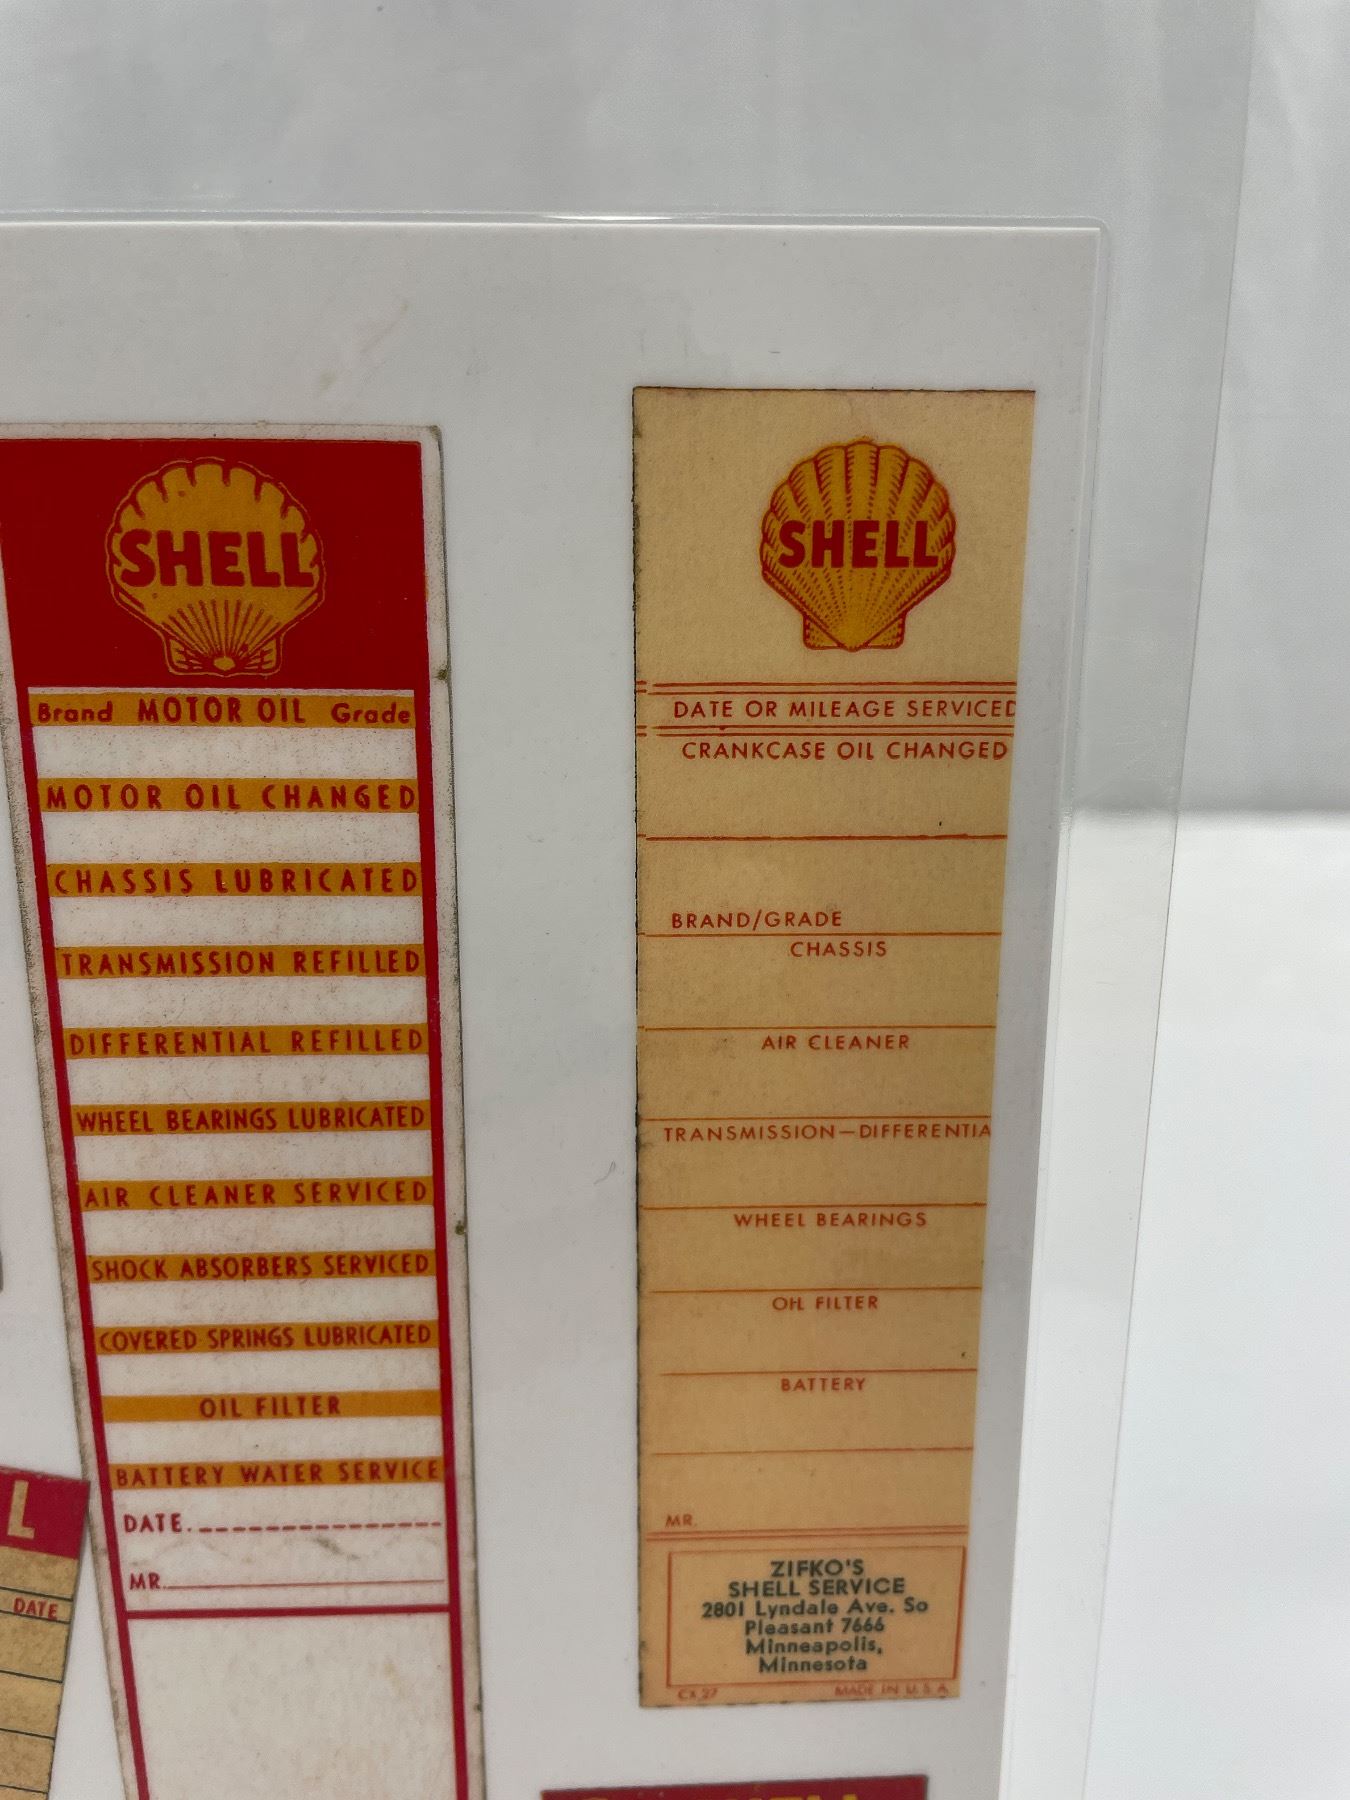 SHELL
Brand MOTOR OIL Grade
MOTOR OIL CHANGED
CHASSIS LUBRICATED
TRANSMISSION REFILLED
DIFFERENTIAL REFILLED
WHEEL BEARINGS LUBRICATED
AIR CLEANER SERVICED
SHOCK ABSORBERS SERVICED
COVERED SPRINGS LUBRICATED
OIL FILTER
BATTERY WATER SERVICE
DATE.
MR.
SHELL
DATE OR MILEAGE SERVICED
CRANKCASE OIL CHANGED
BRAND/GRADE
CHASSIS
AIR CLEANER
TRANSMISSION—DIFFERENTIA
WHEEL BEARINGS
OIL FILTER
BATTERY
MR.
ZIFKO'S
SHELL SERVICE
2801 Lyndale Ave. So
Pleasant 7666
Minneapolis,
Minnesota
CX 27 MADE IN U.S.A.
L
DATE